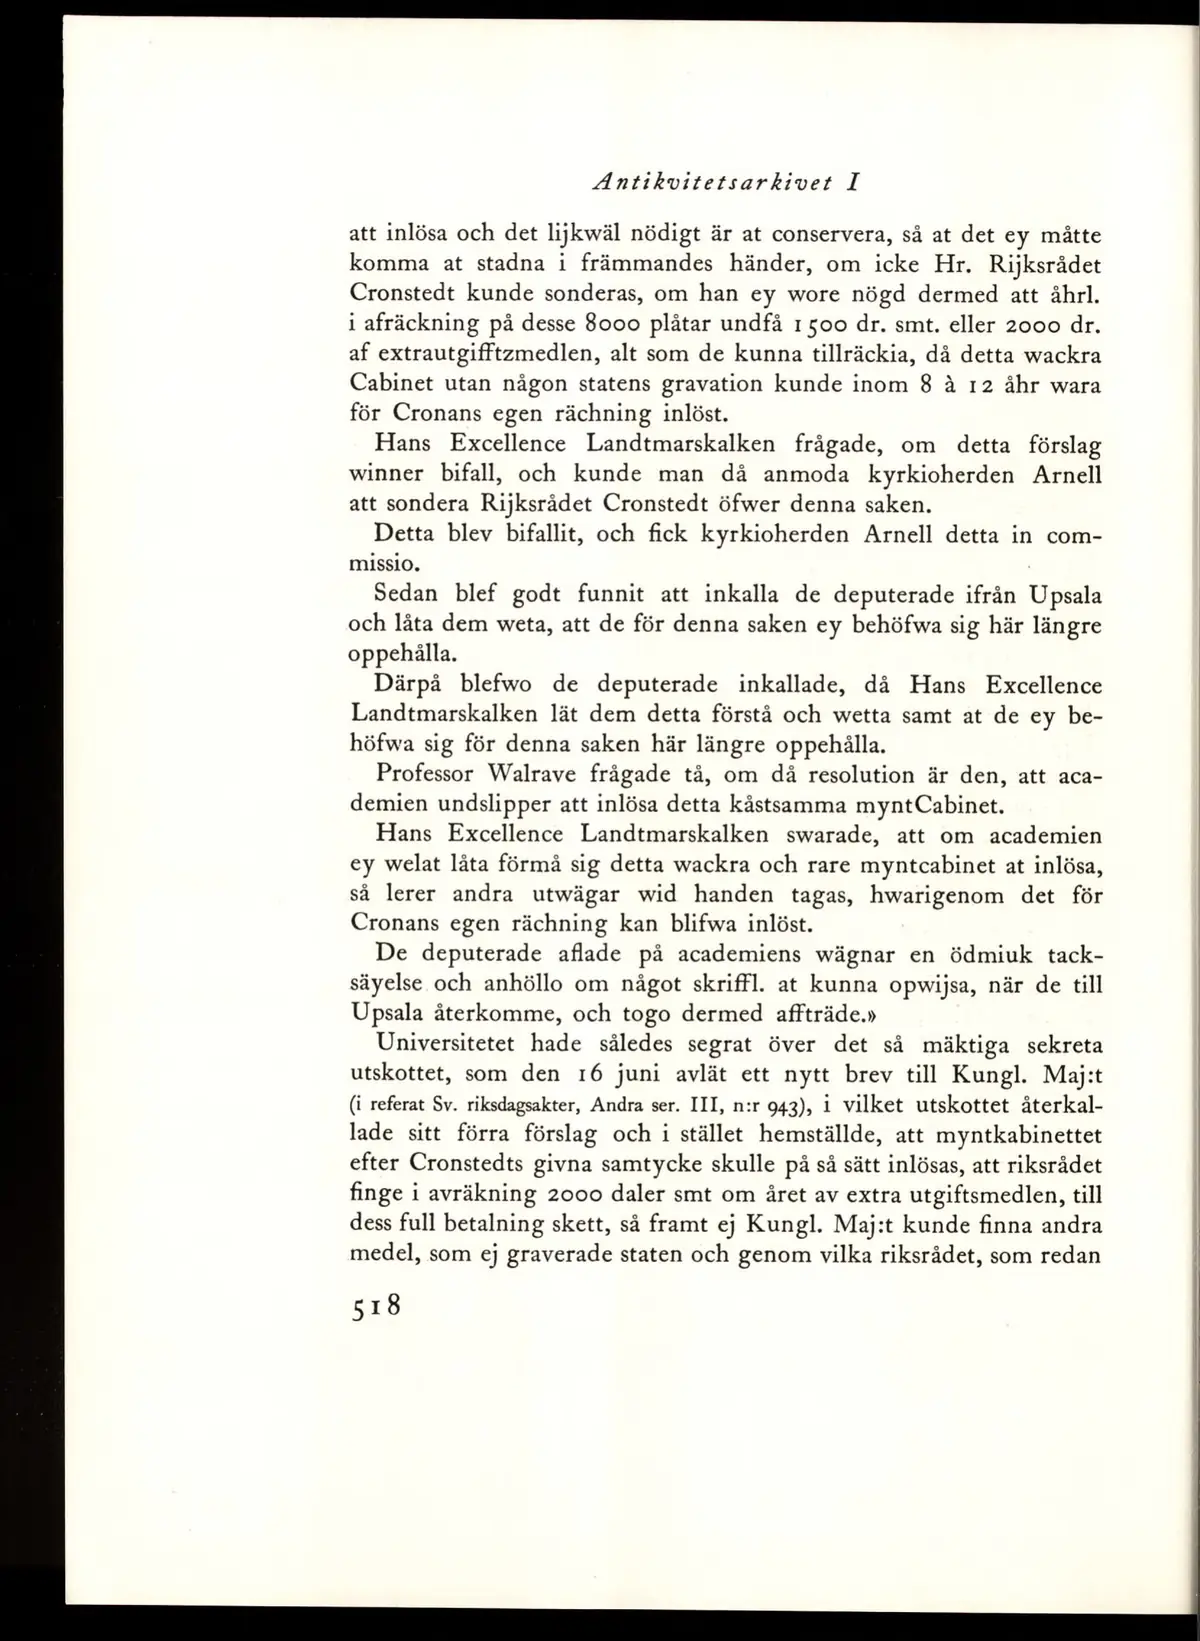 Antikvitetsarkivet I
att inlösa och det lijkwäl nödigt är at conservera, så at det ey måtte
komma at stadna i främmandes händer, om icke Hr. Rijksrådet
Cronstedt kunde sonderas, om han ey wore nögd dermed att åhrl.
i afräckning på desse 8000 plåtar undfå 1500 dr. smt. eller 2000 dr.
af extrautgifftzmedlen, alt som de kunna tillräckia, då detta wackra
Cabinet utan någon statens gravation kunde inom 8 à 12 åhr wara
för Cronans egen rächning inlöst.
Hans Excellence Landtmarskalken frågade, om detta förslag
winner bifall, och kunde man då anmoda kyrkioherden Arnell
att sondera Rijksrådet Cronstedt öfwer denna saken.
Detta blev bifallit, och fick kyrkioherden Arnell detta in com-
missio.
Sedan blef godt funnit att inkalla de deputerade ifrån Upsala
och låta dem weta, att de för denna saken ey behöfwa sig här längre
oppehålla.
Därpå blefwo de deputerade inkallade, då Hans Excellence
Landtmarskalken lät dem detta förstå och wetta samt at de ey be-
höfwa sig för denna saken här längre oppehålla.
Professor Walrave frågade tå, om då resolution är den, att aca-
demien undslipper att inlösa detta kåstsamma myntCabinet.
Hans Excellence Landtmarskalken swarade, att om academien
ey welat låta förmå sig detta wackra och rare myntcabinet at inlösa,
så lerer andra utwägar wid handen tagas, hwarigenom det för
Cronans egen rächning kan blifwa inlöst.
De deputerade aflade på academiens wägnar en ödmiuk tack-
säyelse och anhöllo om något skriffl. at kunna opwijsa, när de till
Upsala återkomme, och togo dermed affträde.»
Universitetet hade således segrat över det så mäktiga sekreta
utskottet, som den 16 juni avlät ett nytt brev till Kungl. Maj:t
(i referat Sv. riksdagsakter, Andra ser. III, n:r 943), i vilket utskottet återkal-
lade sitt förra förslag och i stället hemställde, att myntkabinettet
efter Cronstedts givna samtycke skulle på så sätt inlösas, att riksrådet
finge i avräkning 2000 daler smt om året av extra utgiftsmedlen, till
dess full betalning skett, så framt ej Kungl. Maj:t kunde finna andra
medel, som ej graverade staten och genom vilka riksrådet, som redan
518